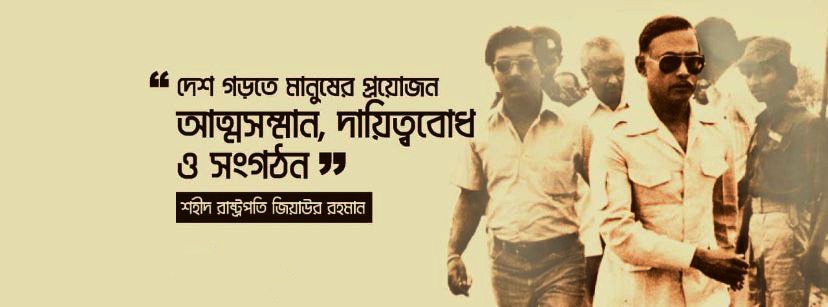 “দেশ গড়তে মানুষের প্রয়োজন
আত্মসম্মান, দায়িত্ববোধ
ও সংগঠন”
শহীদ রাষ্ট্রপতি জিয়াউর রহমান